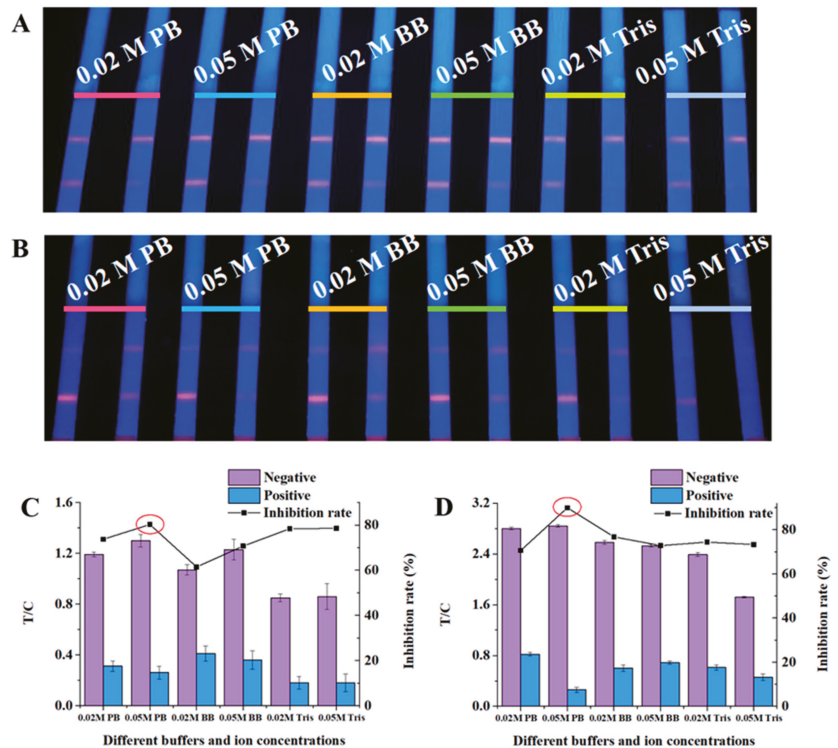 A
0.02 M PB
0.05 M PB
0.02 M BB
0.05 M BB
0.02 M Tris
0.05 M Tris
B
0.02 M PB
0.05 M PB
0.02 M BB
0.05 M BB
0.02 M Tris
0.05 M Tris
C
Negative
Positive
Inhibition rate
1.6
1.2
0.8
0.4
0.0
T/C
80
60
40
20
0
Inhibition rate (%)
0.02M PB 0.05M PB 0.02M BB 0.05M BB 0.02M Tris 0.05M Tris
Different buffers and ion concentrations
D
Negative
Positive
Inhibition rate
3.2
2.4
1.6
0.8
0.0
T/C
80
60
40
20
0
Inhibition rate (%)
0.02M PB 0.05M PB 0.02M BB 0.05M BB 0.02M Tris 0.05M Tris
Different buffers and ion concentrations